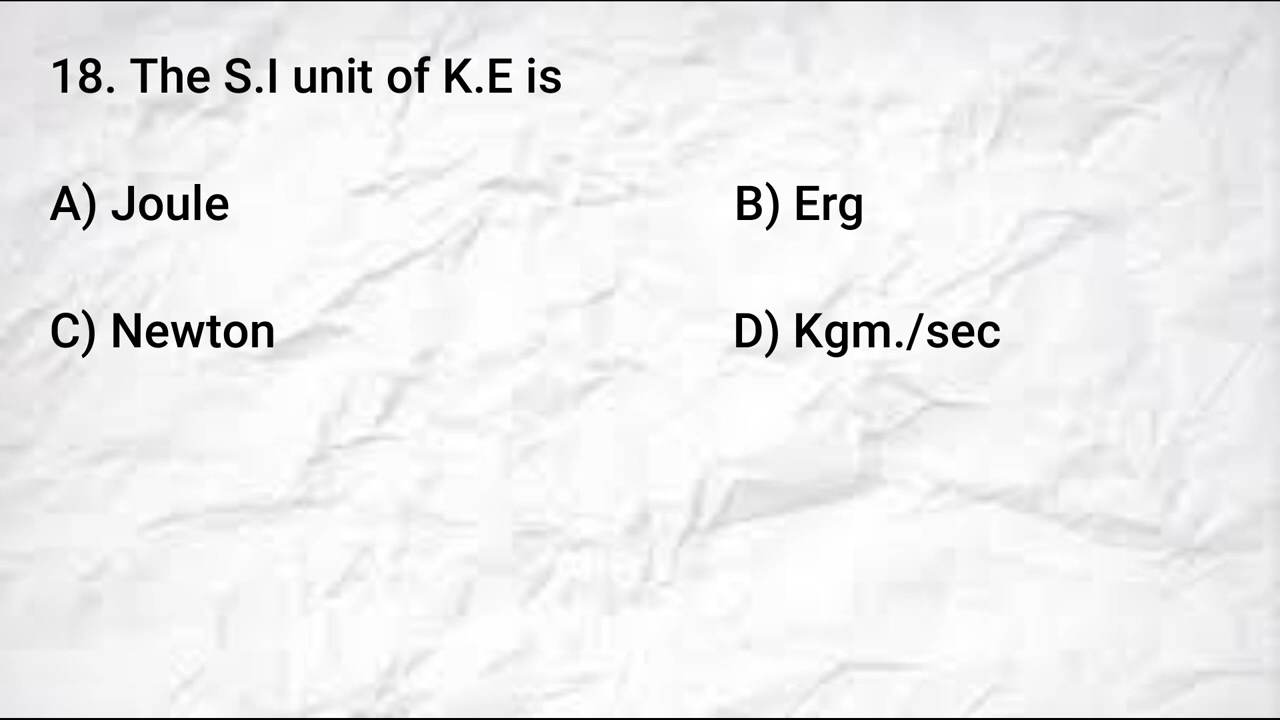 18. The S.I unit of K.E is
A) Joule B) Erg
C) Newton D) Kgm./sec